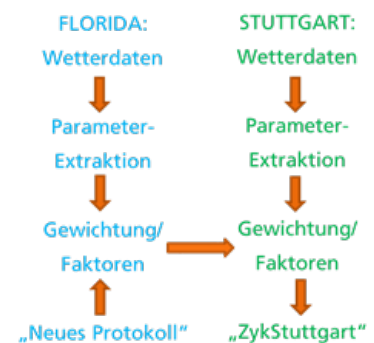 FLORIDA:
Wetterdaten
Parameter-
Extraktion
Gewichtung/
Faktoren
„Neues Protokoll“
STUTTGART:
Wetterdaten
Parameter-
Extraktion
Gewichtung/
Faktoren
„ZykStuttgart“